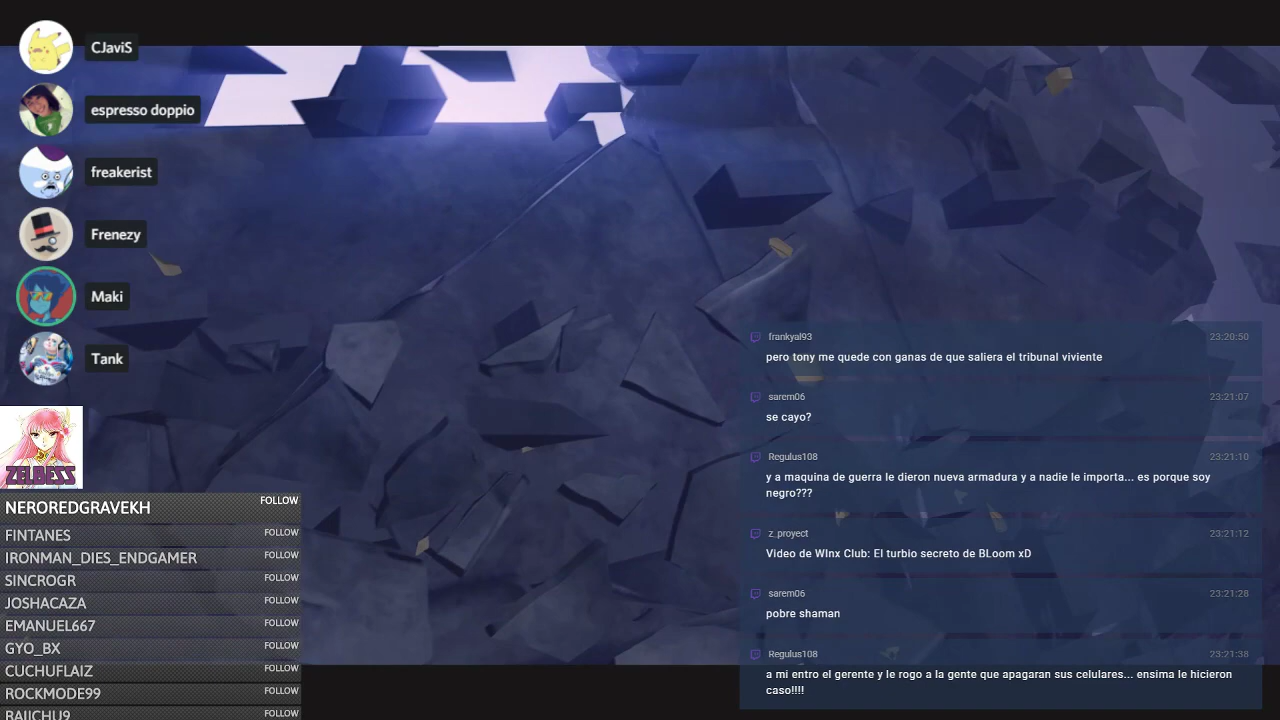 CJaviS
espresso doppio
freakerist
Frenezy
Maki
Tank
ZELBESS
NEROREDGRAVEKH FOLLOW
FINTANES FOLLOW
IRONMAN_DIES_ENDGAMER FOLLOW
SINCROGR FOLLOW
JOSHACAZA FOLLOW
EMANUEL667 FOLLOW
GYO_BX FOLLOW
CUCHUFLAIZ FOLLOW
ROCKMODE99 FOLLOW
RAIICHU9 FOLLOW
frankyal93 23:20:50
pero tony me quede con ganas de que saliera el tribunal viviente
sarem06 23:21:07
se cayo?
Regulus108 23:21:10
y a maquina de guerra le dieron nueva armadura y a nadie le importa... es porque soy
negro???
z_proyect 23:21:12
Video de WInx Club: El turbio secreto de BLoom xD
sarem06 23:21:28
pobre shaman
Regulus108 23:21:38
a mi entro el gerente y le rogo a la gente que apagaran sus celulares... ensima le hicieron
caso!!!!